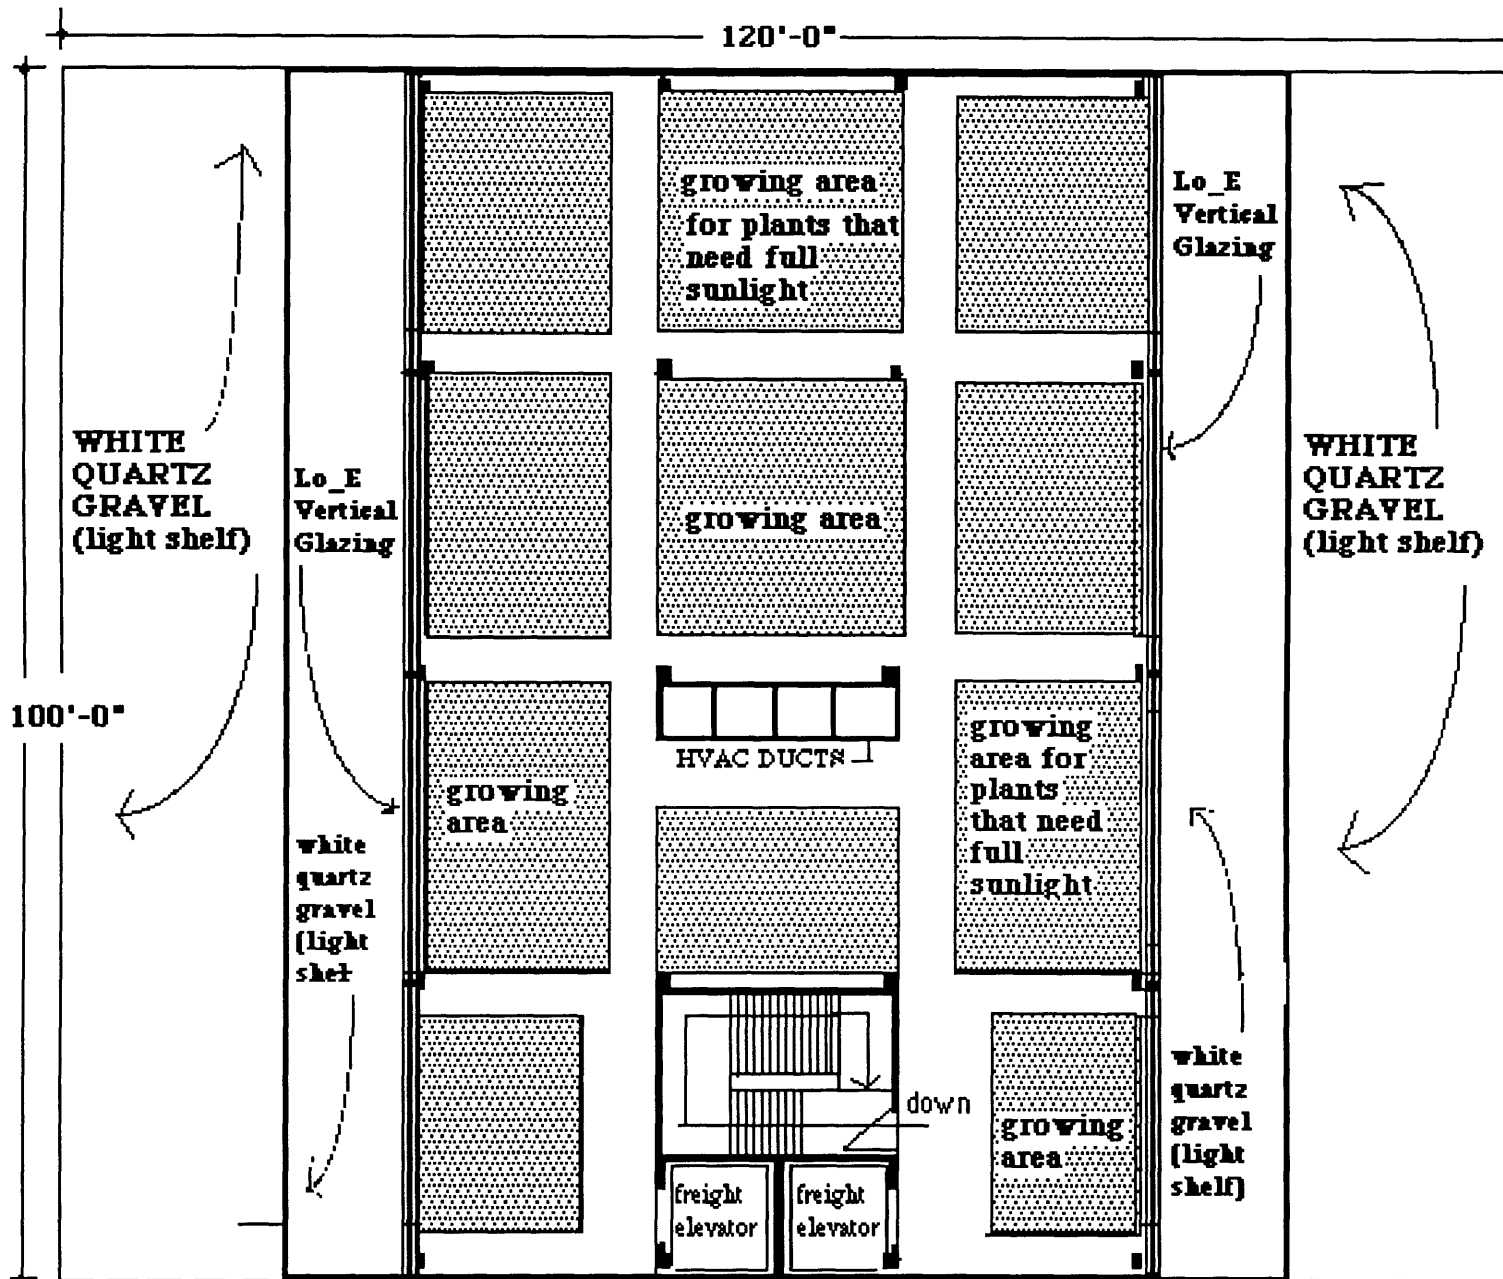 120'-0"
growing area
for plants that
need full
sunlight
Lo_E
Vertical
Glazing
WHITE
QUARTZ
GRAVEL
(light shelf)
Lo_E
Vertical
Glazing
growing area
WHITE
QUARTZ
GRAVEL
(light shelf)
100'-0"
HVAC DUCTS
growing
area for
plants
that need
full
sunlight
growing
area
white
quartz
gravel
(light
shef
down
growing
area
white
quartz
gravel
(light
shelf)
freight
elevator
freight
elevator